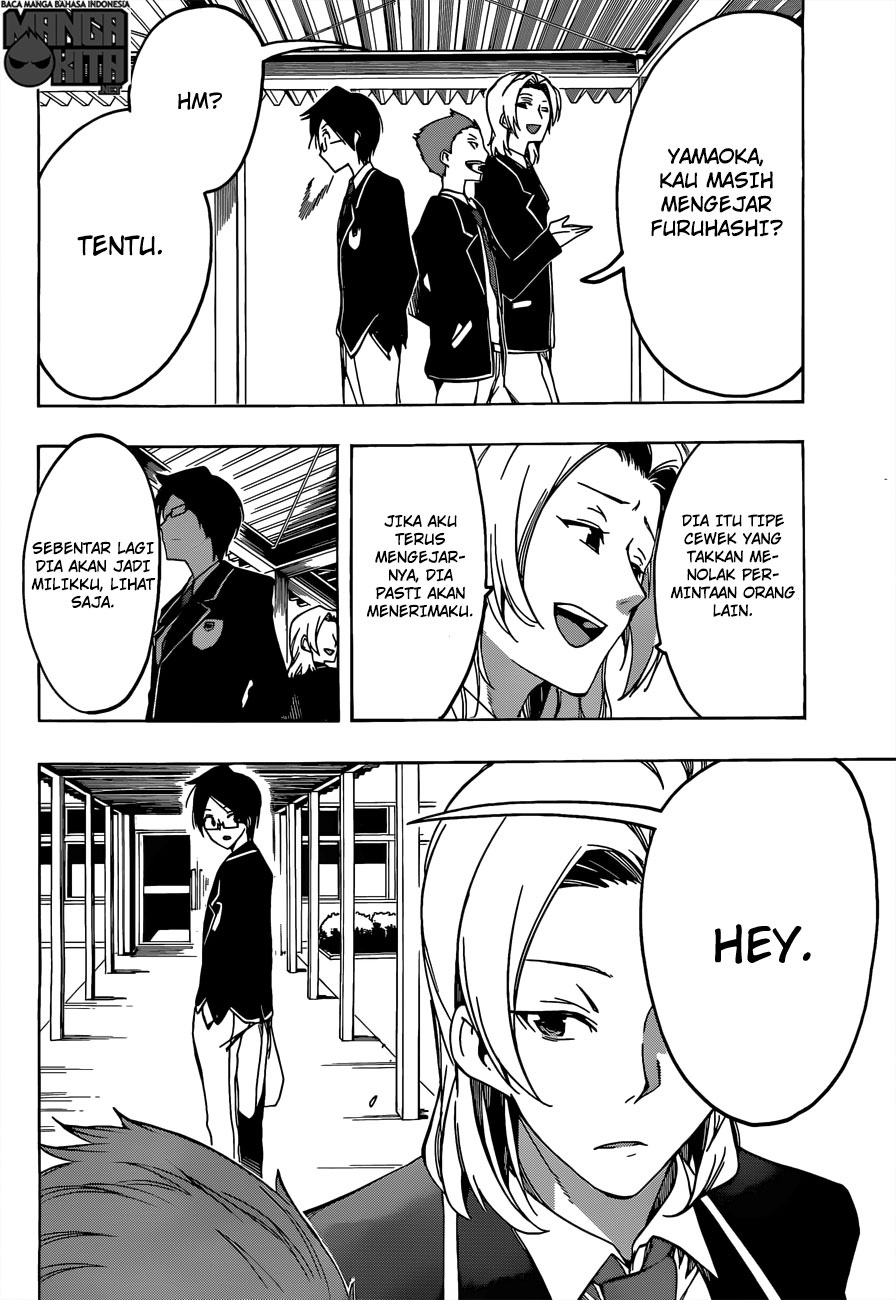 BACA MANGA BAHASA INDONESIA
MANGA
KITA
.NET
YAMAOKA,
KAU MASIH
MENGEJAR
FURUHASHI?
HM?
TENTU.
DIA ITU TIPE
CEWEK YANG
TAKKAN ME-
NOLAK PER-
MINTAAN ORANG
LAIN.
JIKA AKU
TERUS
MENGEJAR-
NYA, DIA
PASTI AKAN
MENERIMAKU.
SEBENTAR LAGI
DIA AKAN JADI
MILIKKU, LIHAT
SAJA.
HEY.